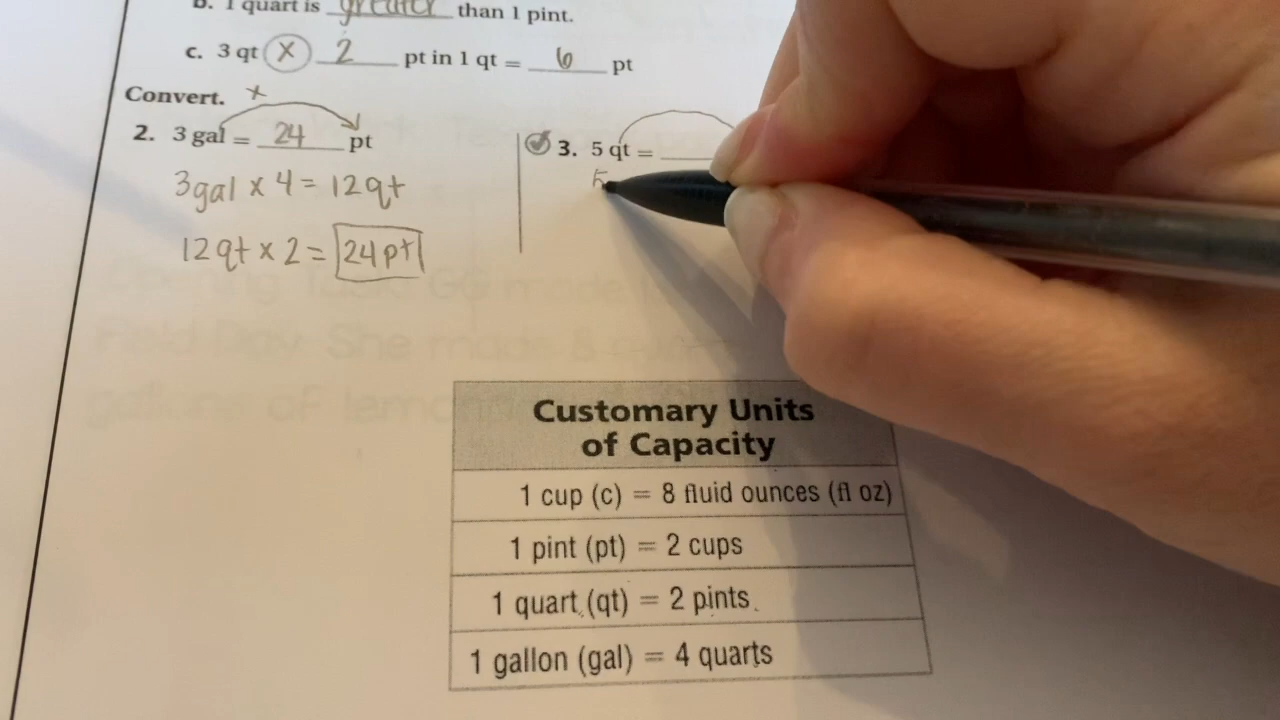 b. 1 quart is greater than 1 pint.
c. 3 qt × 2 pt in 1 qt = 6 pt
Convert. ×
2. 3 gal = 24 pt
3gal × 4 = 12qt
12qt × 2 = 24pt
3. 5 qt =
5
Customary Units
of Capacity
1 cup (c) = 8 fluid ounces (fl oz)
1 pint (pt) = 2 cups
1 quart (qt) = 2 pints
1 gallon (gal) = 4 quarts